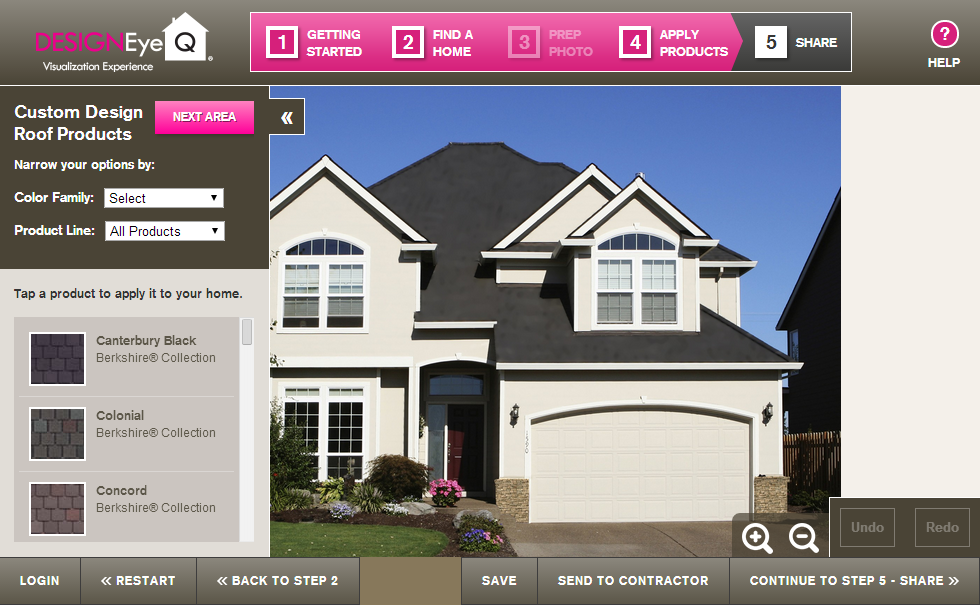 DESIGNEye Q®
Visualization Experience
1 GETTING STARTED
2 FIND A HOME
3 PREP PHOTO
4 APPLY PRODUCTS
5 SHARE
?
HELP
Custom Design
Roof Products
NEXT AREA
«
Narrow your options by:
Color Family: Select
Product Line: All Products
Tap a product to apply it to your home.
Canterbury Black
Berkshire® Collection
Colonial
Berkshire® Collection
Concord
Berkshire® Collection
Undo
Redo
LOGIN
« RESTART
« BACK TO STEP 2
SAVE
SEND TO CONTRACTOR
CONTINUE TO STEP 5 - SHARE »